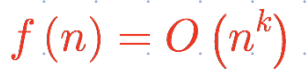 f(n) = O(n^k)